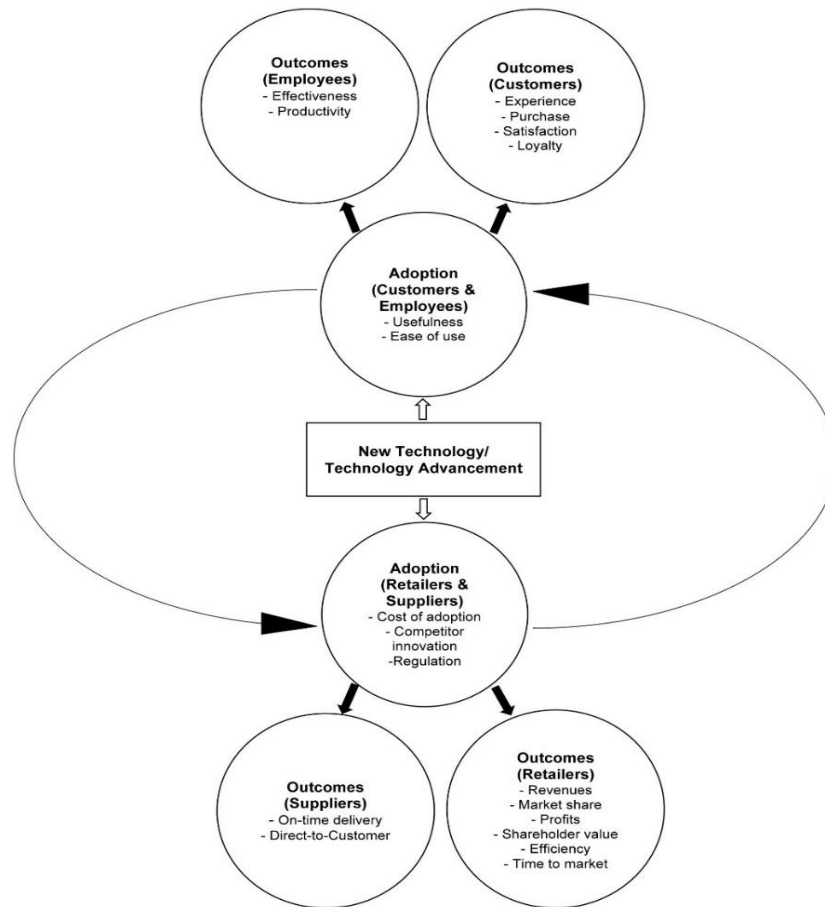 Outcomes
(Employees)
- Effectiveness
- Productivity
Outcomes
(Customers)
- Experience
- Purchase
- Satisfaction
- Loyalty
Adoption
(Customers &
Employees)
- Usefulness
- Ease of use
New Technology/
Technology Advancement
Adoption
(Retailers &
Suppliers)
- Cost of adoption
- Competitor
innovation
-Regulation
Outcomes
(Suppliers)
- On-time delivery
- Direct-to-Customer
Outcomes
(Retailers)
- Revenues
- Market share
- Profits
- Shareholder value
- Efficiency
- Time to market